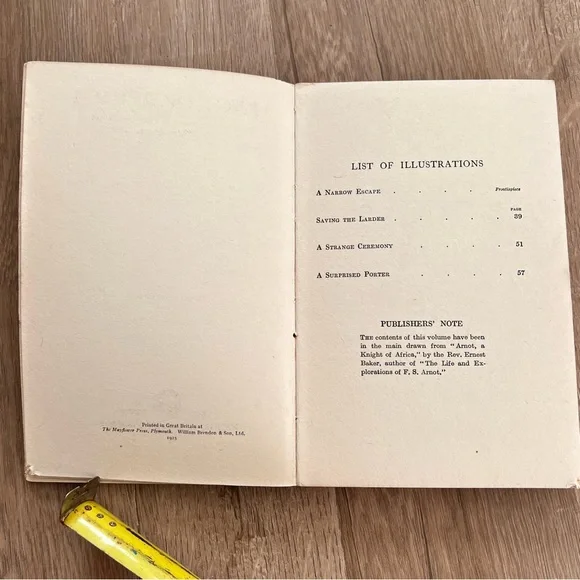 Printed in Great Britain at
The Mayflower Press, Plymouth. William Brendon & Son, Ltd.
LIST OF ILLUSTRATIONS
A Narrow Escape . . . . Frontispiece
PAGE
Saving the Larder . . . . 39
A Strange Ceremony . . . . 51
A Surprised Porter . . . . 57
PUBLISHERS' NOTE
The contents of this volume have been
in the main drawn from "Arnot, a
Knight of Africa," by the Rev. Ernest
Baker, author of "The Life and Ex-
plorations of F. S. Arnot."